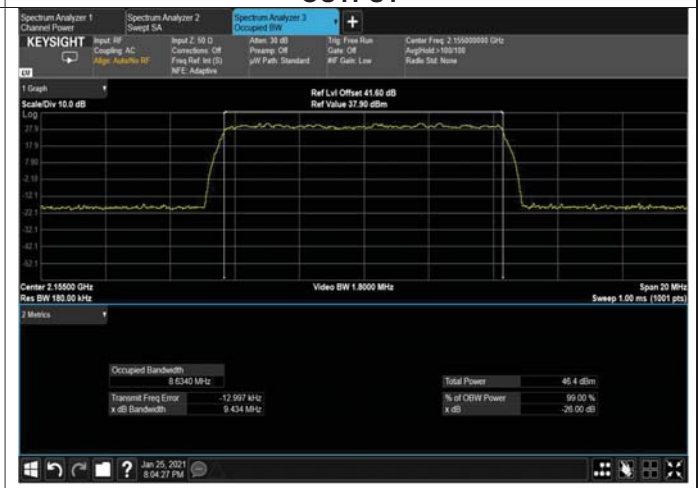 Spectrum Analyzer 1
Channel Power
Spectrum Analyzer 2
Swept SA
Spectrum Analyzer 3
Occupied BW
KEYSIGHT
Input: RF
Coupling: AC
Align: Auto/No RF
Input Z: 50 Ω
Corrections: Off
Freq Ref: Int (S)
NFE: Adaptive
Atten: 30 dB
Preamp: Off
µW Path: Standard
Trig: Free Run
Gate: Off
#IF Gain: Low
Center Freq: 2.155000000 GHz
Avg|Hold:>100/100
Radio Std: None
1 Graph
Scale/Div 10.0 dB
Ref Lvl Offset 41.60 dB
Ref Value 37.90 dBm
Log
27.9
17.9
7.90
-2.10
-12.1
-22.1
-32.1
-42.1
-52.1
Center 2.15500 GHz
Video BW 1.8000 MHz
Span 20 MHz
Res BW 180.00 kHz
Sweep 1.00 ms (1001 pts)
2 Metrics
Occupied Bandwidth
8.6340 MHz
Total Power 46.4 dBm
Transmit Freq Error -12.997 kHz
% of OBW Power 99.00 %
x dB Bandwidth 9.434 MHz
x dB -26.00 dB
Jan 25, 2021
8:04:27 PM